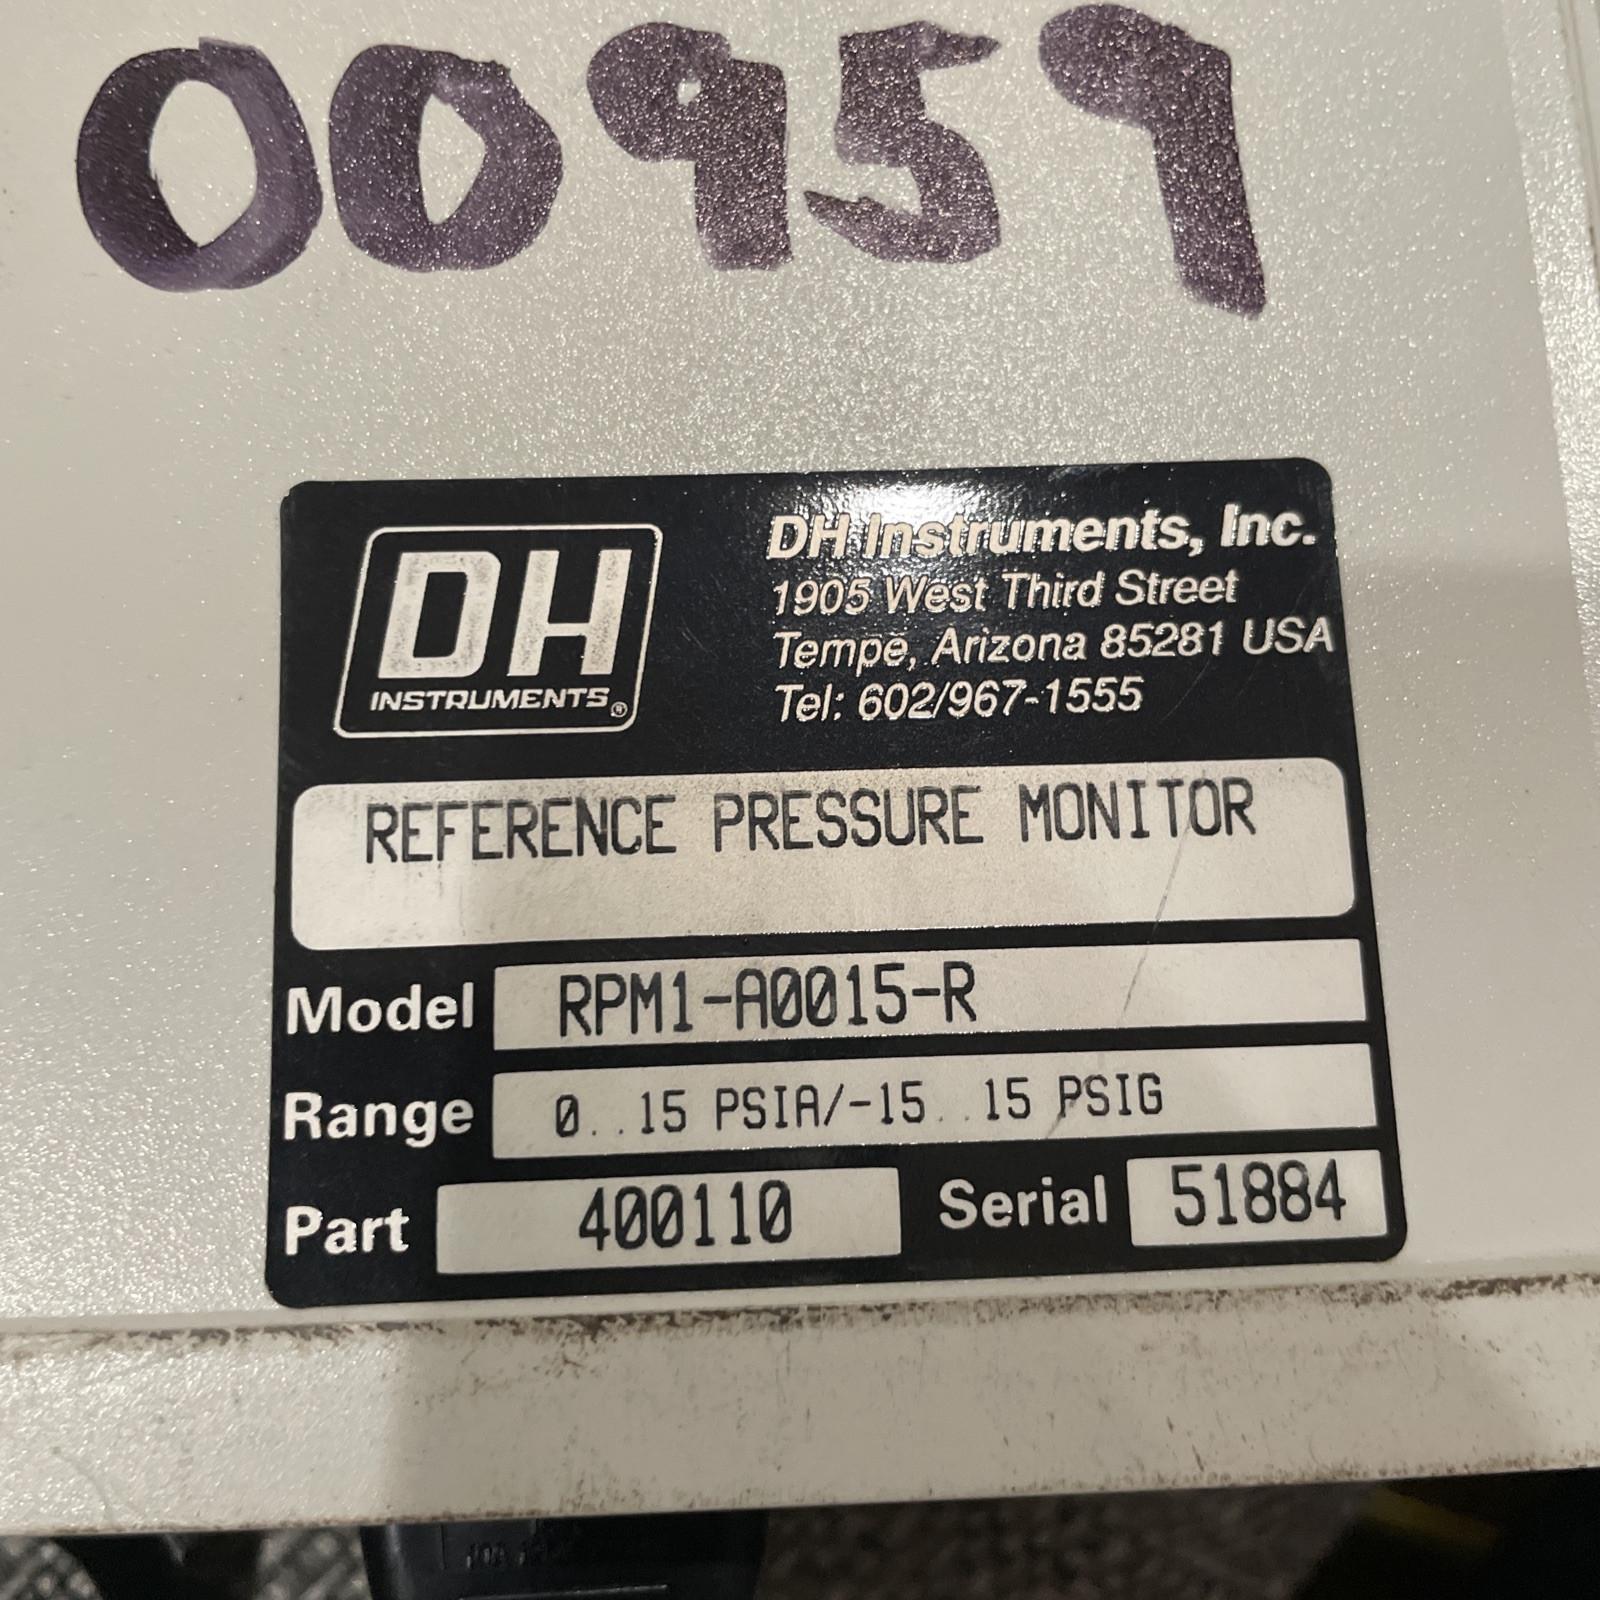 00959
DH
INSTRUMENTS®
DH Instruments, Inc.
1905 West Third Street
Tempe, Arizona 85281 USA
Tel: 602/967-1555
REFERENCE PRESSURE MONITOR
Model RPM1-A0015-R
Range 0..15 PSIA/-15..15 PSIG
Part 400110 Serial 51884